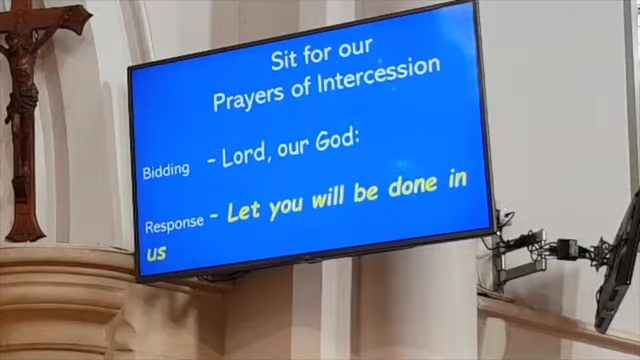 Sit for our
Prayers of Intercession
Bidding - Lord, our God:
Response - Let you will be done in
us